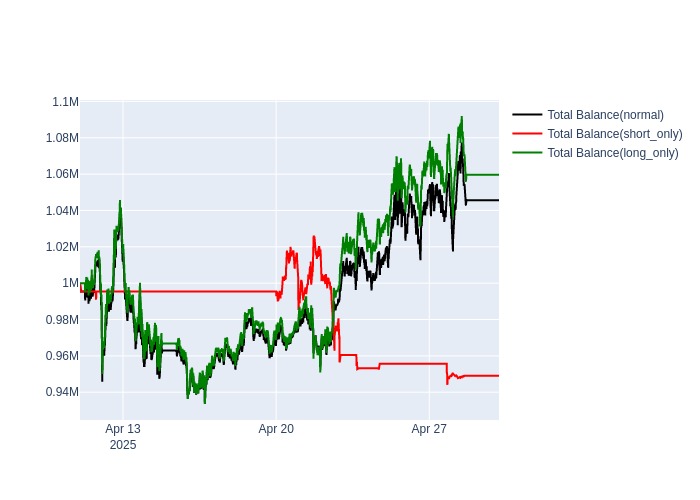 1.1M
1.08M
1.06M
1.04M
1.02M
1M
0.98M
0.96M
0.94M
Apr 13
2025
Apr 20
Apr 27
Total Balance(normal)
Total Balance(short_only)
Total Balance(long_only)